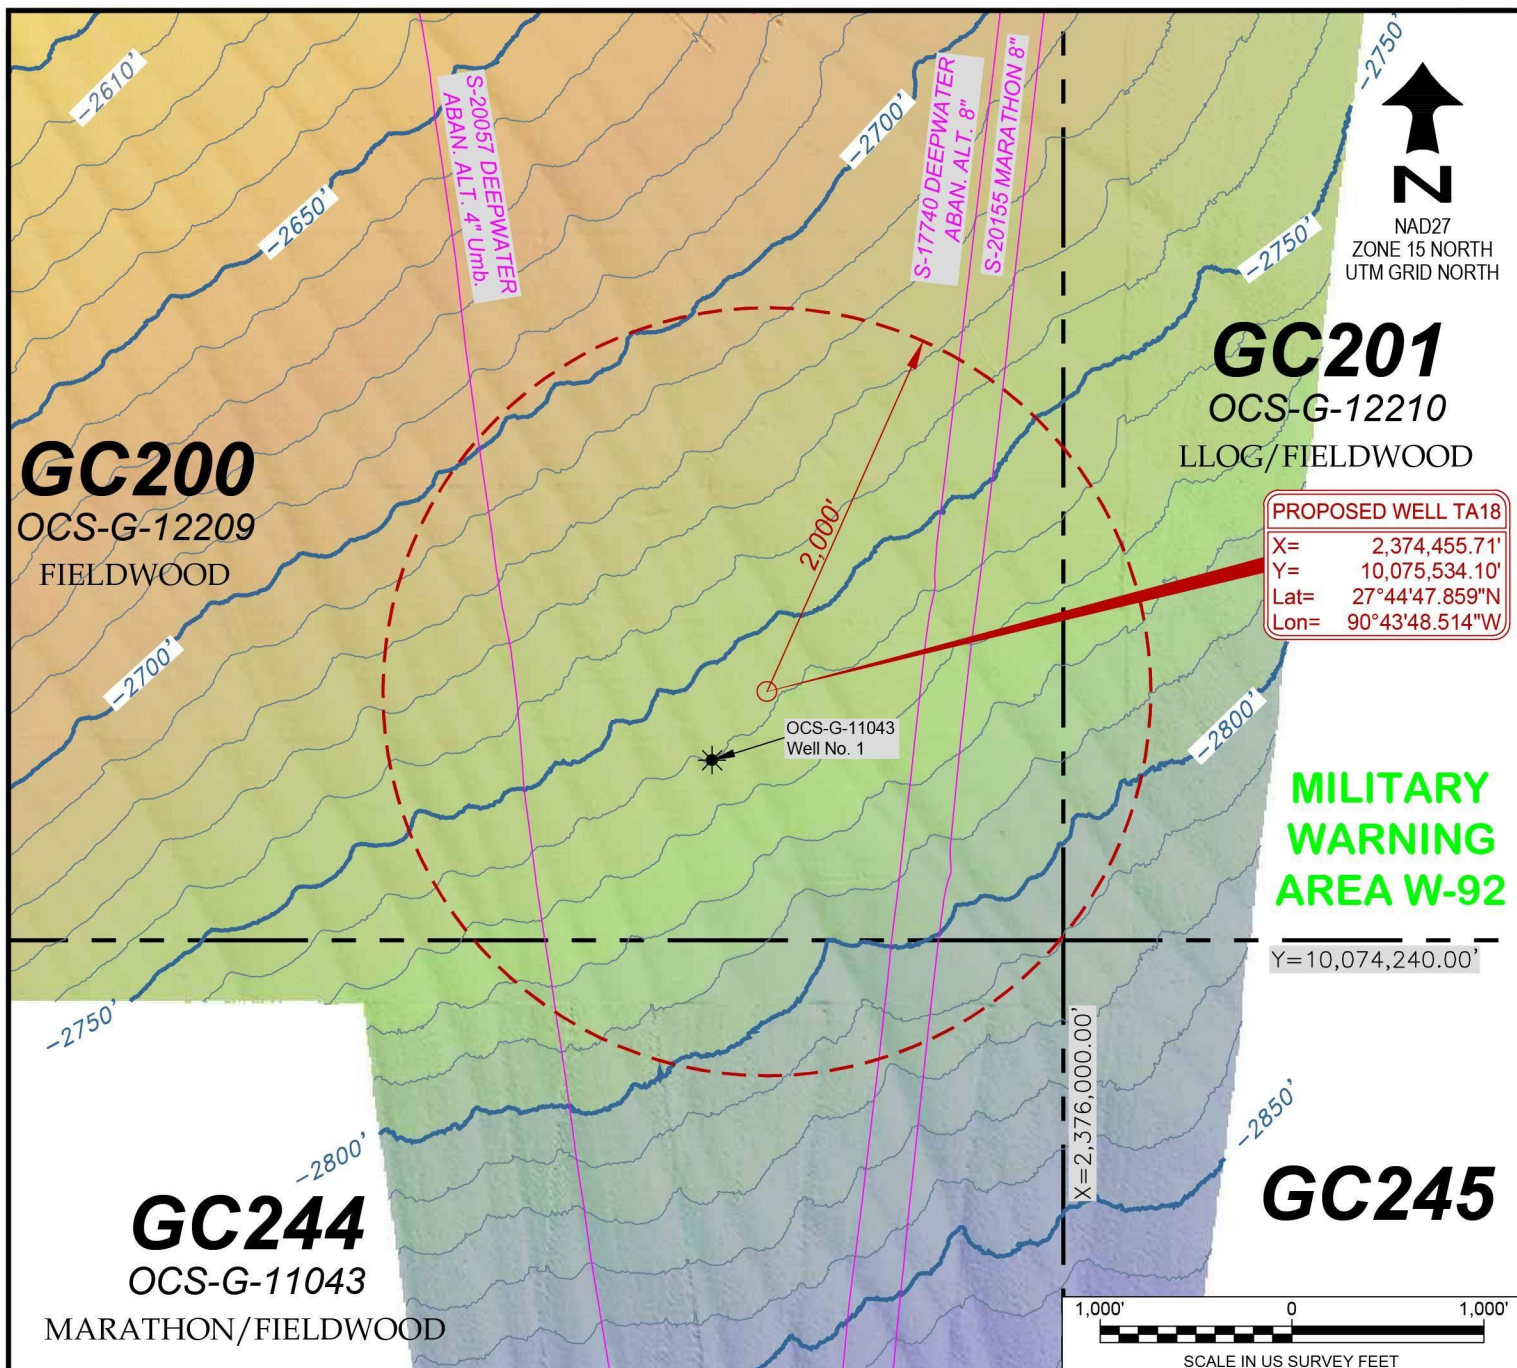 -2610'
-2650'
-2700'
S-20057 DEEPWATER
ABAN. ALT. 4" Umb.
-2700'
S-17740 DEEPWATER
ABAN. ALT. 8"
S-20155 MARATHON 8"
-2750'
-2750'
N
NAD27
ZONE 15 NORTH
UTM GRID NORTH
GC201
OCS-G-12210
LLOG/FIELDWOOD
GC200
OCS-G-12209
FIELDWOOD
2,000'
PROPOSED WELL TA18
X= 2,374,455.71'
Y= 10,075,534.10'
Lat= 27°44'47.859"N
Lon= 90°43'48.514"W
OCS-G-11043
Well No. 1
-2800'
MILITARY
WARNING
AREA W-92
Y=10,074,240.00'
X=2,376,000.00'
-2750'
-2800'
-2850'
GC244
OCS-G-11043
MARATHON/FIELDWOOD
GC245
1,000' 0 1,000'
SCALE IN US SURVEY FEET